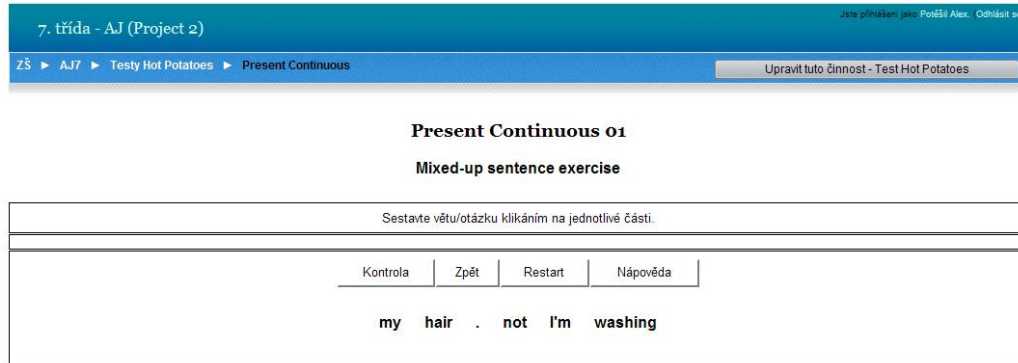 Jste přihlášeni jako Potěšil Alex. (Odhlásit se
7. třída - AJ (Project 2)
ZŠ ► AJ7 ► Testy Hot Potatoes ► Present Continuous
Upravit tuto činnost - Test Hot Potatoes
Present Continuous 01
Mixed-up sentence exercise
Sestavte větu/otázku klikáním na jednotlivé části.
Kontrola Zpět Restart Nápověda
my hair . not I'm washing